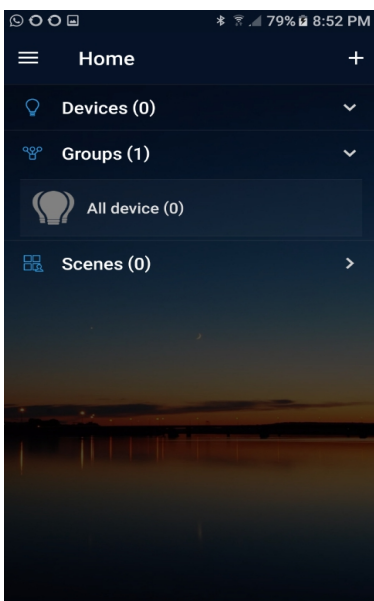 79% 8:52 PM
Home
Devices (0)
Groups (1)
All device (0)
Scenes (0)